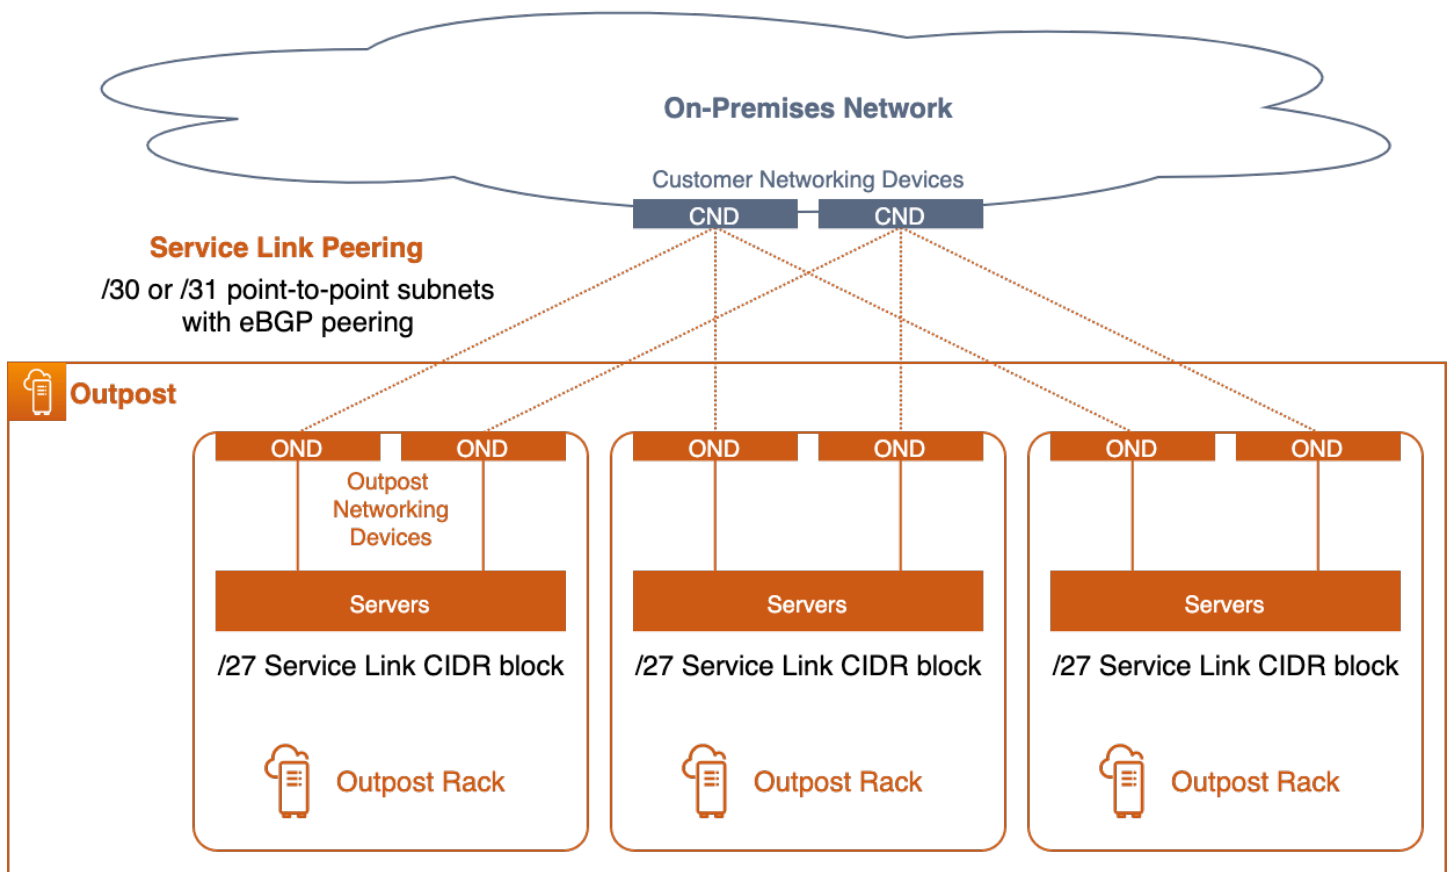 On-Premises Network
Customer Networking Devices
CND
CND
Service Link Peering
/30 or /31 point-to-point subnets
with eBGP peering
Outpost
OND
OND
OND
OND
OND
OND
Outpost
Networking
Devices
Servers
Servers
Servers
/27 Service Link CIDR block
/27 Service Link CIDR block
/27 Service Link CIDR block
Outpost Rack
Outpost Rack
Outpost Rack